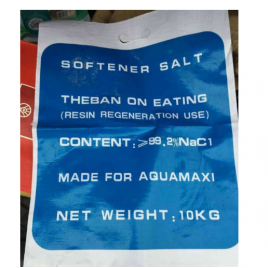 SOFTENER SALT
THEBAN ON EATING
(RESIN REGENERATION USE)
CONTENT:≥99.2%NaCl
MADE FOR AQUAMAXI
NET WEIGHT:10KG